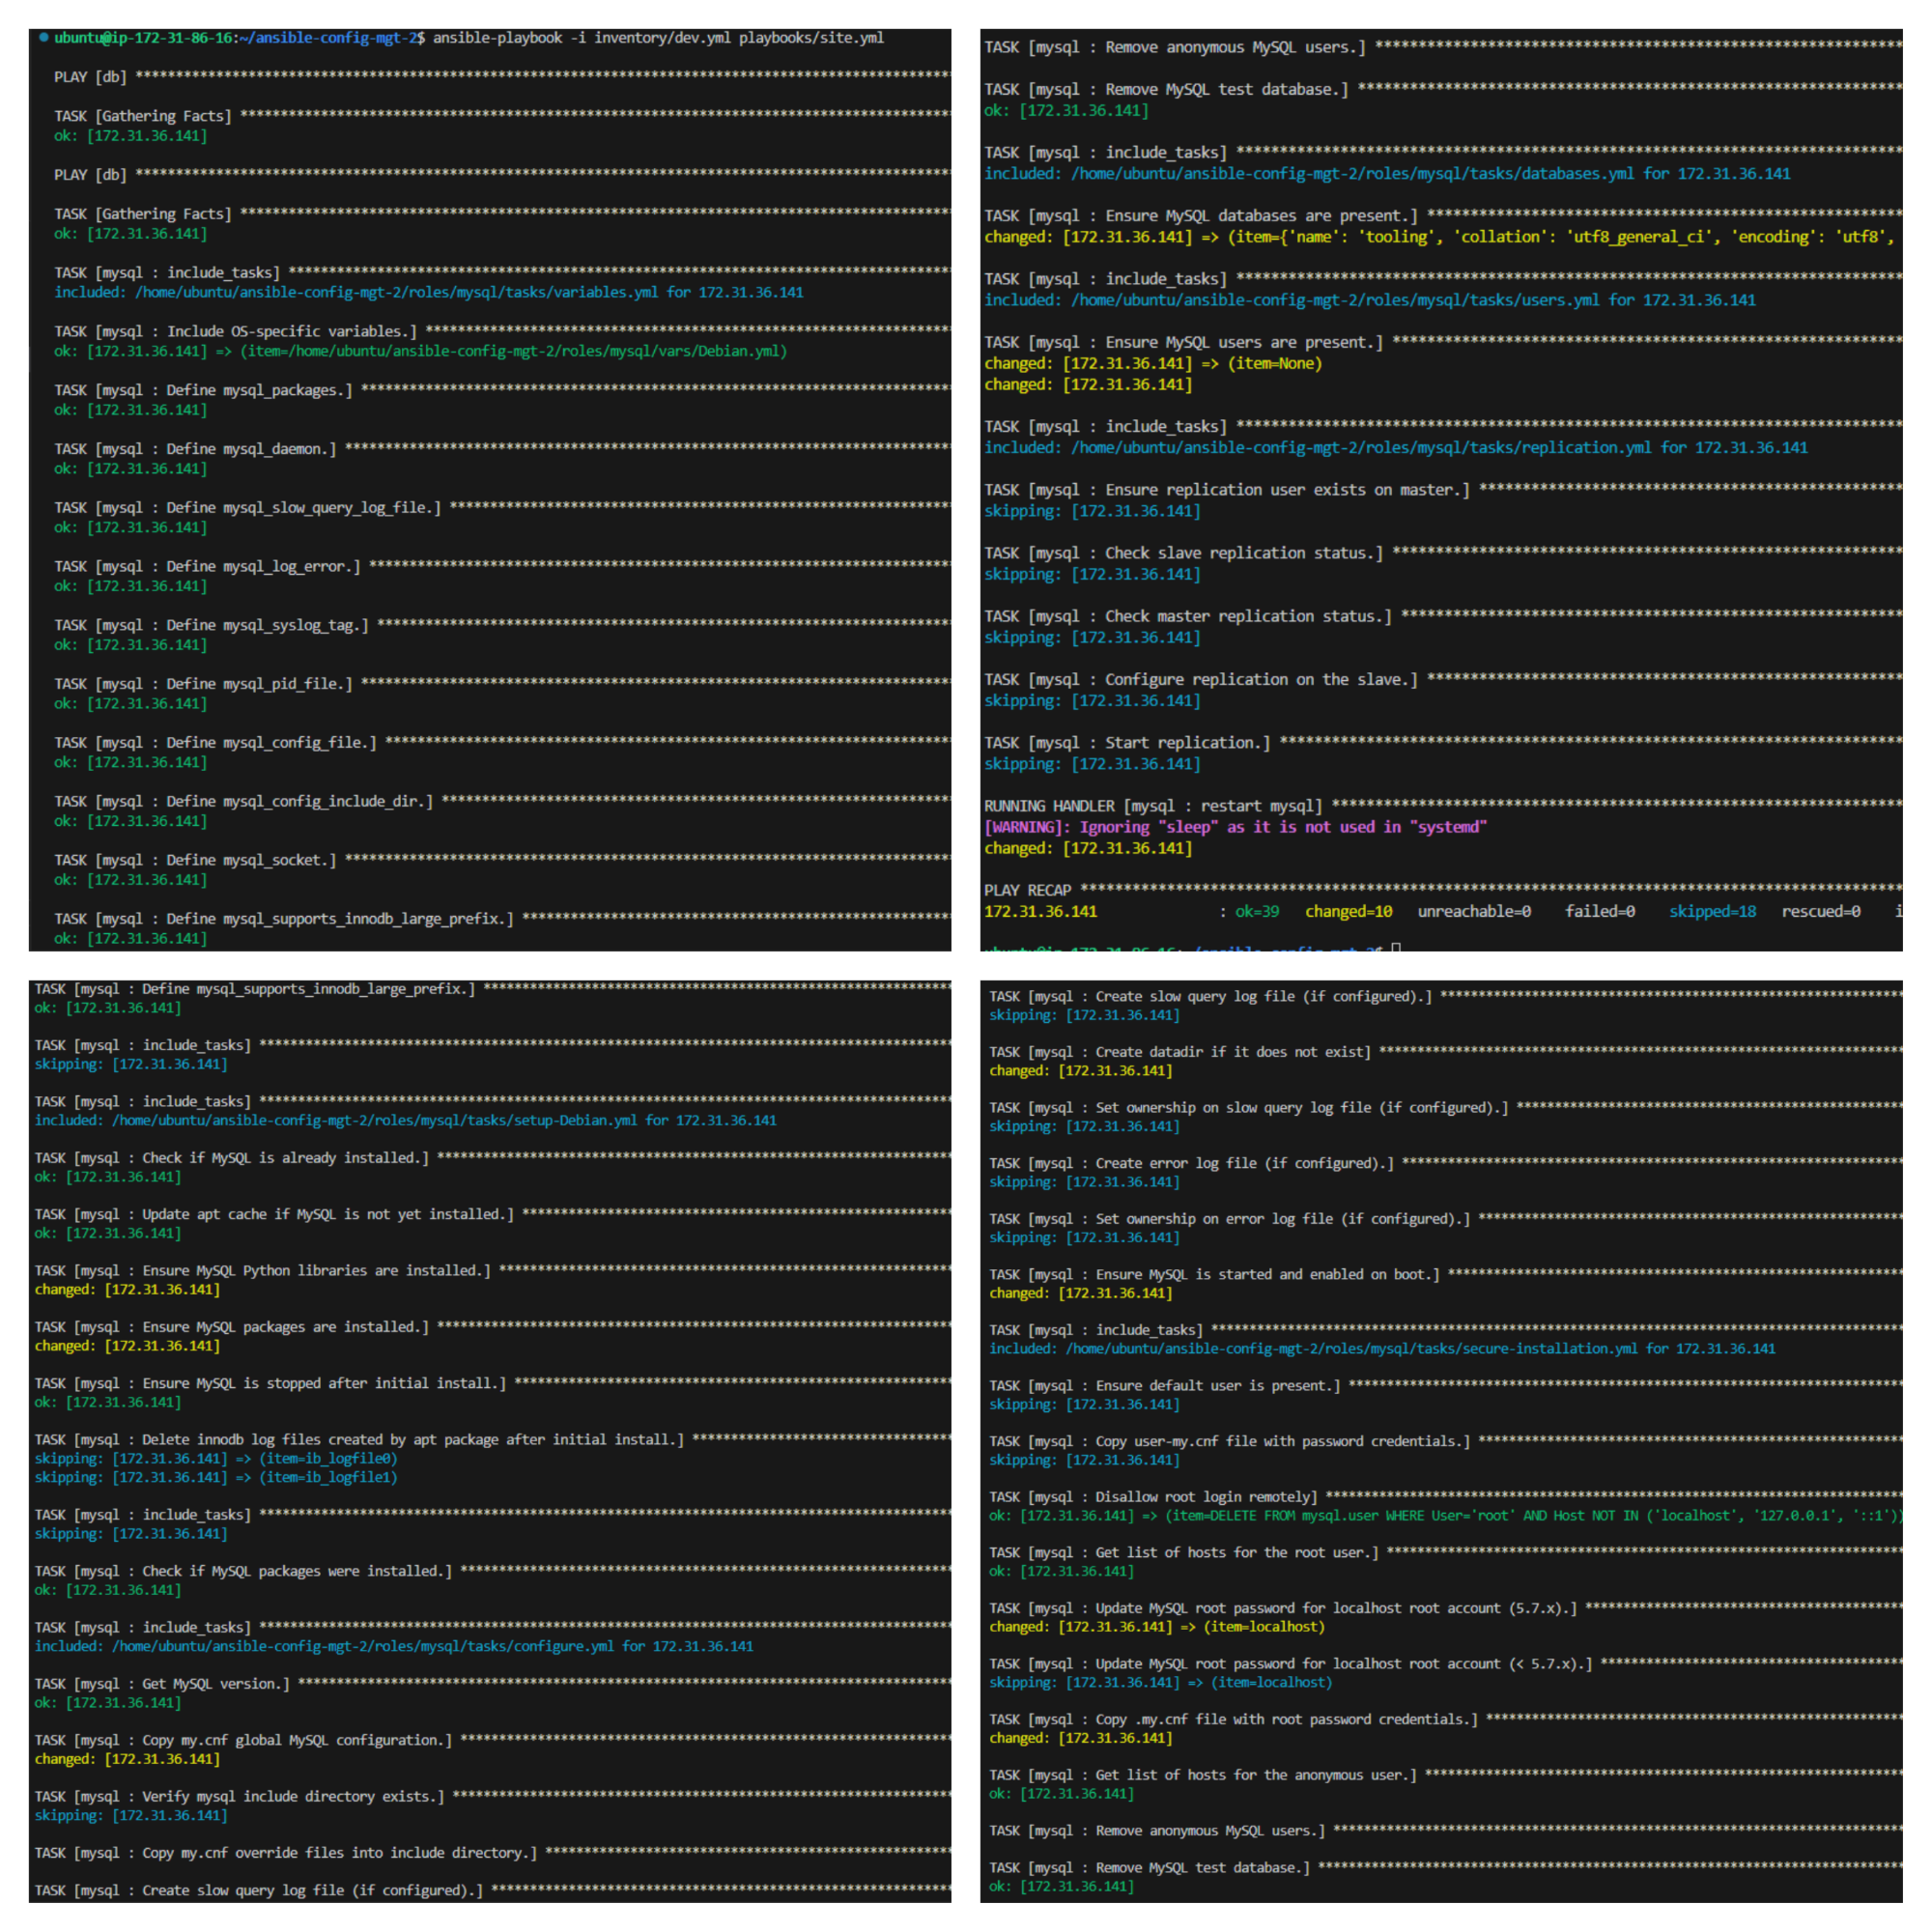 ubuntu@ip-172-31-86-16:~/ansible-config-mgt-2$ ansible-playbook -i inventory/dev.yml playbooks/site.yml
PLAY [db] ****************************************
TASK [Gathering Facts] ****************************************
ok: [172.31.36.141]
PLAY [db] ****************************************
TASK [Gathering Facts] ****************************************
ok: [172.31.36.141]
TASK [mysql : include_tasks] ****************************************
included: /home/ubuntu/ansible-config-mgt-2/roles/mysql/tasks/variables.yml for 172.31.36.141
TASK [mysql : Include OS-specific variables.] ****************************************
ok: [172.31.36.141] => (item=/home/ubuntu/ansible-config-mgt-2/roles/mysql/vars/Debian.yml)
TASK [mysql : Define mysql_packages.] ****************************************
ok: [172.31.36.141]
TASK [mysql : Define mysql_daemon.] ****************************************
ok: [172.31.36.141]
TASK [mysql : Define mysql_slow_query_log_file.] ****************************************
ok: [172.31.36.141]
TASK [mysql : Define mysql_log_error.] ****************************************
ok: [172.31.36.141]
TASK [mysql : Define mysql_syslog_tag.] ****************************************
ok: [172.31.36.141]
TASK [mysql : Define mysql_pid_file.] ****************************************
ok: [172.31.36.141]
TASK [mysql : Define mysql_config_file.] ****************************************
ok: [172.31.36.141]
TASK [mysql : Define mysql_config_include_dir.] ****************************************
ok: [172.31.36.141]
TASK [mysql : Define mysql_socket.] ****************************************
ok: [172.31.36.141]
TASK [mysql : Define mysql_supports_innodb_large_prefix.] ****************************************
ok: [172.31.36.141]
TASK [mysql : Remove anonymous MySQL users.] ****************************************
TASK [mysql : Remove MySQL test database.] ****************************************
ok: [172.31.36.141]
TASK [mysql : include_tasks] ****************************************
included: /home/ubuntu/ansible-config-mgt-2/roles/mysql/tasks/databases.yml for 172.31.36.141
TASK [mysql : Ensure MySQL databases are present.] ****************************************
changed: [172.31.36.141] => (item={'name': 'tooling', 'collation': 'utf8_general_ci', 'encoding': 'utf8',
TASK [mysql : include_tasks] ****************************************
included: /home/ubuntu/ansible-config-mgt-2/roles/mysql/tasks/users.yml for 172.31.36.141
TASK [mysql : Ensure MySQL users are present.] ****************************************
changed: [172.31.36.141] => (item=None)
changed: [172.31.36.141]
TASK [mysql : include_tasks] ****************************************
included: /home/ubuntu/ansible-config-mgt-2/roles/mysql/tasks/replication.yml for 172.31.36.141
TASK [mysql : Ensure replication user exists on master.] ****************************************
skipping: [172.31.36.141]
TASK [mysql : Check slave replication status.] ****************************************
skipping: [172.31.36.141]
TASK [mysql : Check master replication status.] ****************************************
skipping: [172.31.36.141]
TASK [mysql : Configure replication on the slave.] ****************************************
skipping: [172.31.36.141]
TASK [mysql : Start replication.] ****************************************
skipping: [172.31.36.141]
RUNNING HANDLER [mysql : restart mysql] ****************************************
[WARNING]: Ignoring "sleep" as it is not used in "systemd"
changed: [172.31.36.141]
PLAY RECAP ****************************************
172.31.36.141 : ok=39 changed=10 unreachable=0 failed=0 skipped=18 rescued=0 i
ubuntu@ip-172-31-86-16:~/ansible-config-mgt-2$
TASK [mysql : Define mysql_supports_innodb_large_prefix.] ****************************************
ok: [172.31.36.141]
TASK [mysql : include_tasks] ****************************************
skipping: [172.31.36.141]
TASK [mysql : include_tasks] ****************************************
included: /home/ubuntu/ansible-config-mgt-2/roles/mysql/tasks/setup-Debian.yml for 172.31.36.141
TASK [mysql : Check if MySQL is already installed.] ****************************************
ok: [172.31.36.141]
TASK [mysql : Update apt cache if MySQL is not yet installed.] ****************************************
ok: [172.31.36.141]
TASK [mysql : Ensure MySQL Python libraries are installed.] ****************************************
changed: [172.31.36.141]
TASK [mysql : Ensure MySQL packages are installed.] ****************************************
changed: [172.31.36.141]
TASK [mysql : Ensure MySQL is stopped after initial install.] ****************************************
ok: [172.31.36.141]
TASK [mysql : Delete innodb log files created by apt package after initial install.] ****************************************
skipping: [172.31.36.141] => (item=ib_logfile0)
skipping: [172.31.36.141] => (item=ib_logfile1)
TASK [mysql : include_tasks] ****************************************
skipping: [172.31.36.141]
TASK [mysql : Check if MySQL packages were installed.] ****************************************
ok: [172.31.36.141]
TASK [mysql : include_tasks] ****************************************
included: /home/ubuntu/ansible-config-mgt-2/roles/mysql/tasks/configure.yml for 172.31.36.141
TASK [mysql : Get MySQL version.] ****************************************
ok: [172.31.36.141]
TASK [mysql : Copy my.cnf global MySQL configuration.] ****************************************
changed: [172.31.36.141]
TASK [mysql : Verify mysql include directory exists.] ****************************************
skipping: [172.31.36.141]
TASK [mysql : Copy my.cnf override files into include directory.] ****************************************
TASK [mysql : Create slow query log file (if configured).] ****************************************
TASK [mysql : Create slow query log file (if configured).] ****************************************
skipping: [172.31.36.141]
TASK [mysql : Create datadir if it does not exist] ****************************************
changed: [172.31.36.141]
TASK [mysql : Set ownership on slow query log file (if configured).] ****************************************
skipping: [172.31.36.141]
TASK [mysql : Create error log file (if configured).] ****************************************
skipping: [172.31.36.141]
TASK [mysql : Set ownership on error log file (if configured).] ****************************************
skipping: [172.31.36.141]
TASK [mysql : Ensure MySQL is started and enabled on boot.] ****************************************
changed: [172.31.36.141]
TASK [mysql : include_tasks] ****************************************
included: /home/ubuntu/ansible-config-mgt-2/roles/mysql/tasks/secure-installation.yml for 172.31.36.141
TASK [mysql : Ensure default user is present.] ****************************************
skipping: [172.31.36.141]
TASK [mysql : Copy user-my.cnf file with password credentials.] ****************************************
skipping: [172.31.36.141]
TASK [mysql : Disallow root login remotely] ****************************************
ok: [172.31.36.141] => (item=DELETE FROM mysql.user WHERE User='root' AND Host NOT IN ('localhost', '127.0.0.1', '::1'))
TASK [mysql : Get list of hosts for the root user.] ****************************************
ok: [172.31.36.141]
TASK [mysql : Update MySQL root password for localhost root account (5.7.x).] ****************************************
changed: [172.31.36.141] => (item=localhost)
TASK [mysql : Update MySQL root password for localhost root account (< 5.7.x).] ****************************************
skipping: [172.31.36.141] => (item=localhost)
TASK [mysql : Copy .my.cnf file with root password credentials.] ****************************************
changed: [172.31.36.141]
TASK [mysql : Get list of hosts for the anonymous user.] ****************************************
ok: [172.31.36.141]
TASK [mysql : Remove anonymous MySQL users.] ****************************************
TASK [mysql : Remove MySQL test database.] ****************************************
ok: [172.31.36.141]